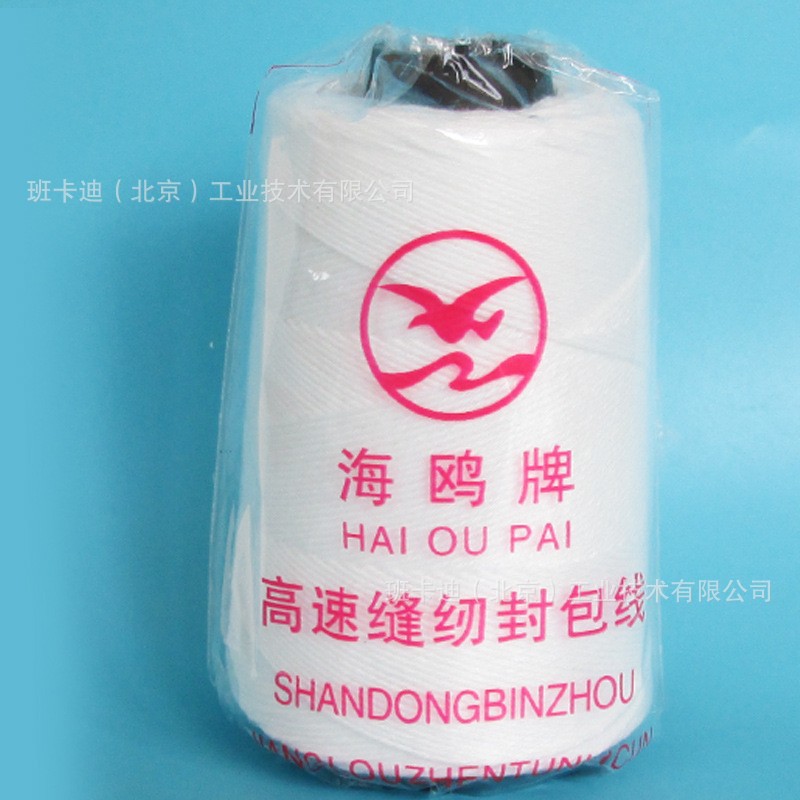 班卡迪（北京）工业技术有限公司
海鸥牌
HAI OU PAI
班卡迪（北京）工业技术有限公司
高速缝纫封包线
SHANDONGBINZHOU